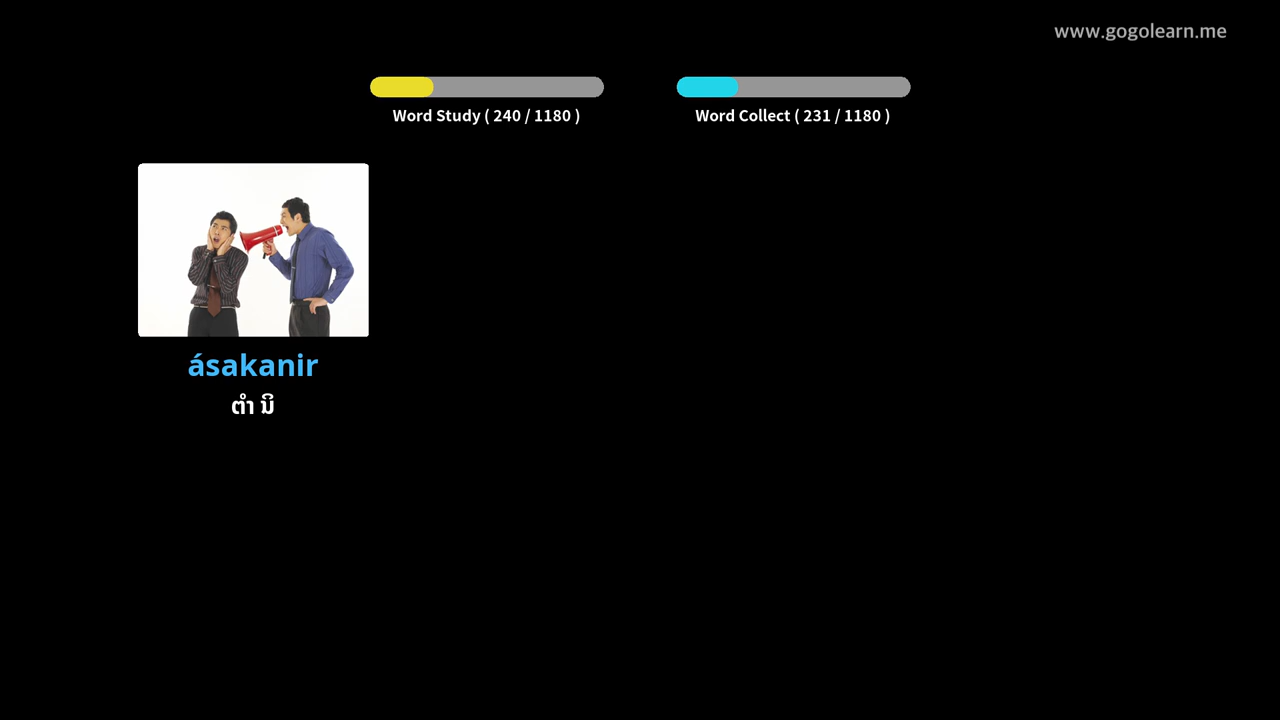 www.gogolearn.me
Word Study ( 240 / 1180 )
Word Collect ( 231 / 1180 )
ásakanir
ຕຳ ນິ